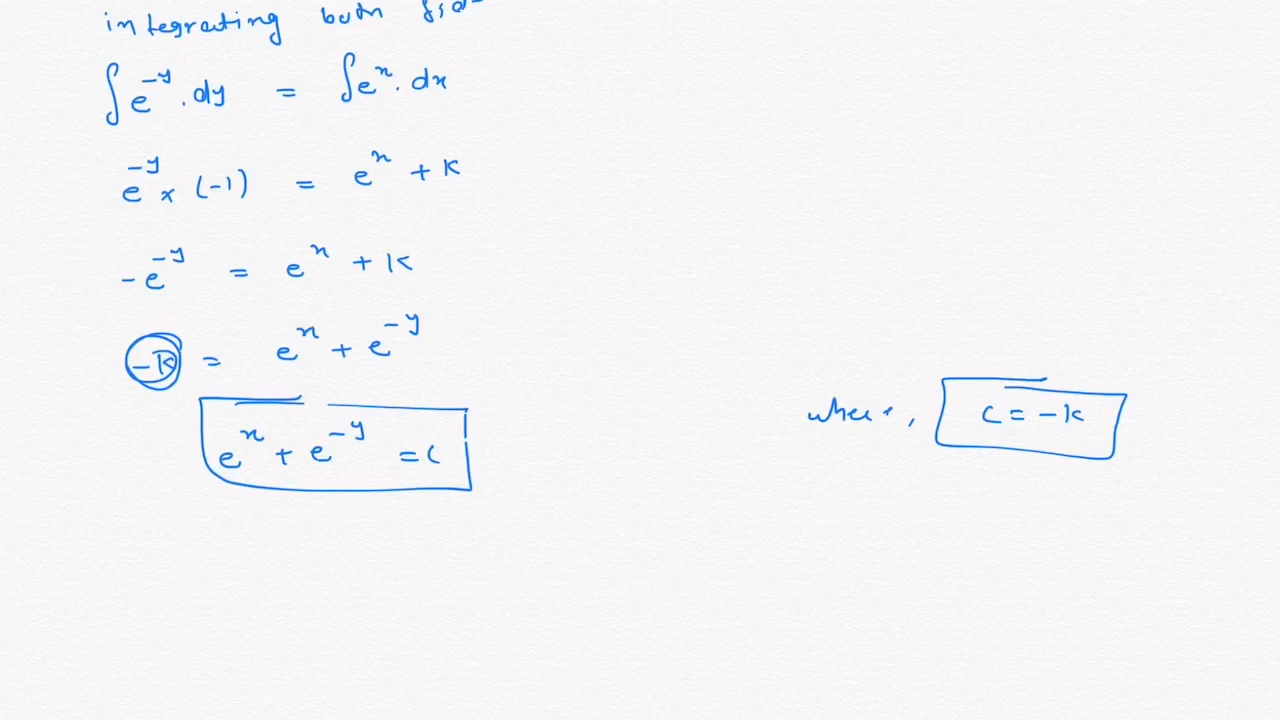 integrating both
∫e^-y . dy = ∫e^x . dx
e^-y × (-1) = e^x + K
-e^-y = e^x + K
-K = e^x + e^-y
e^x + e^-y = C
where, C = -K